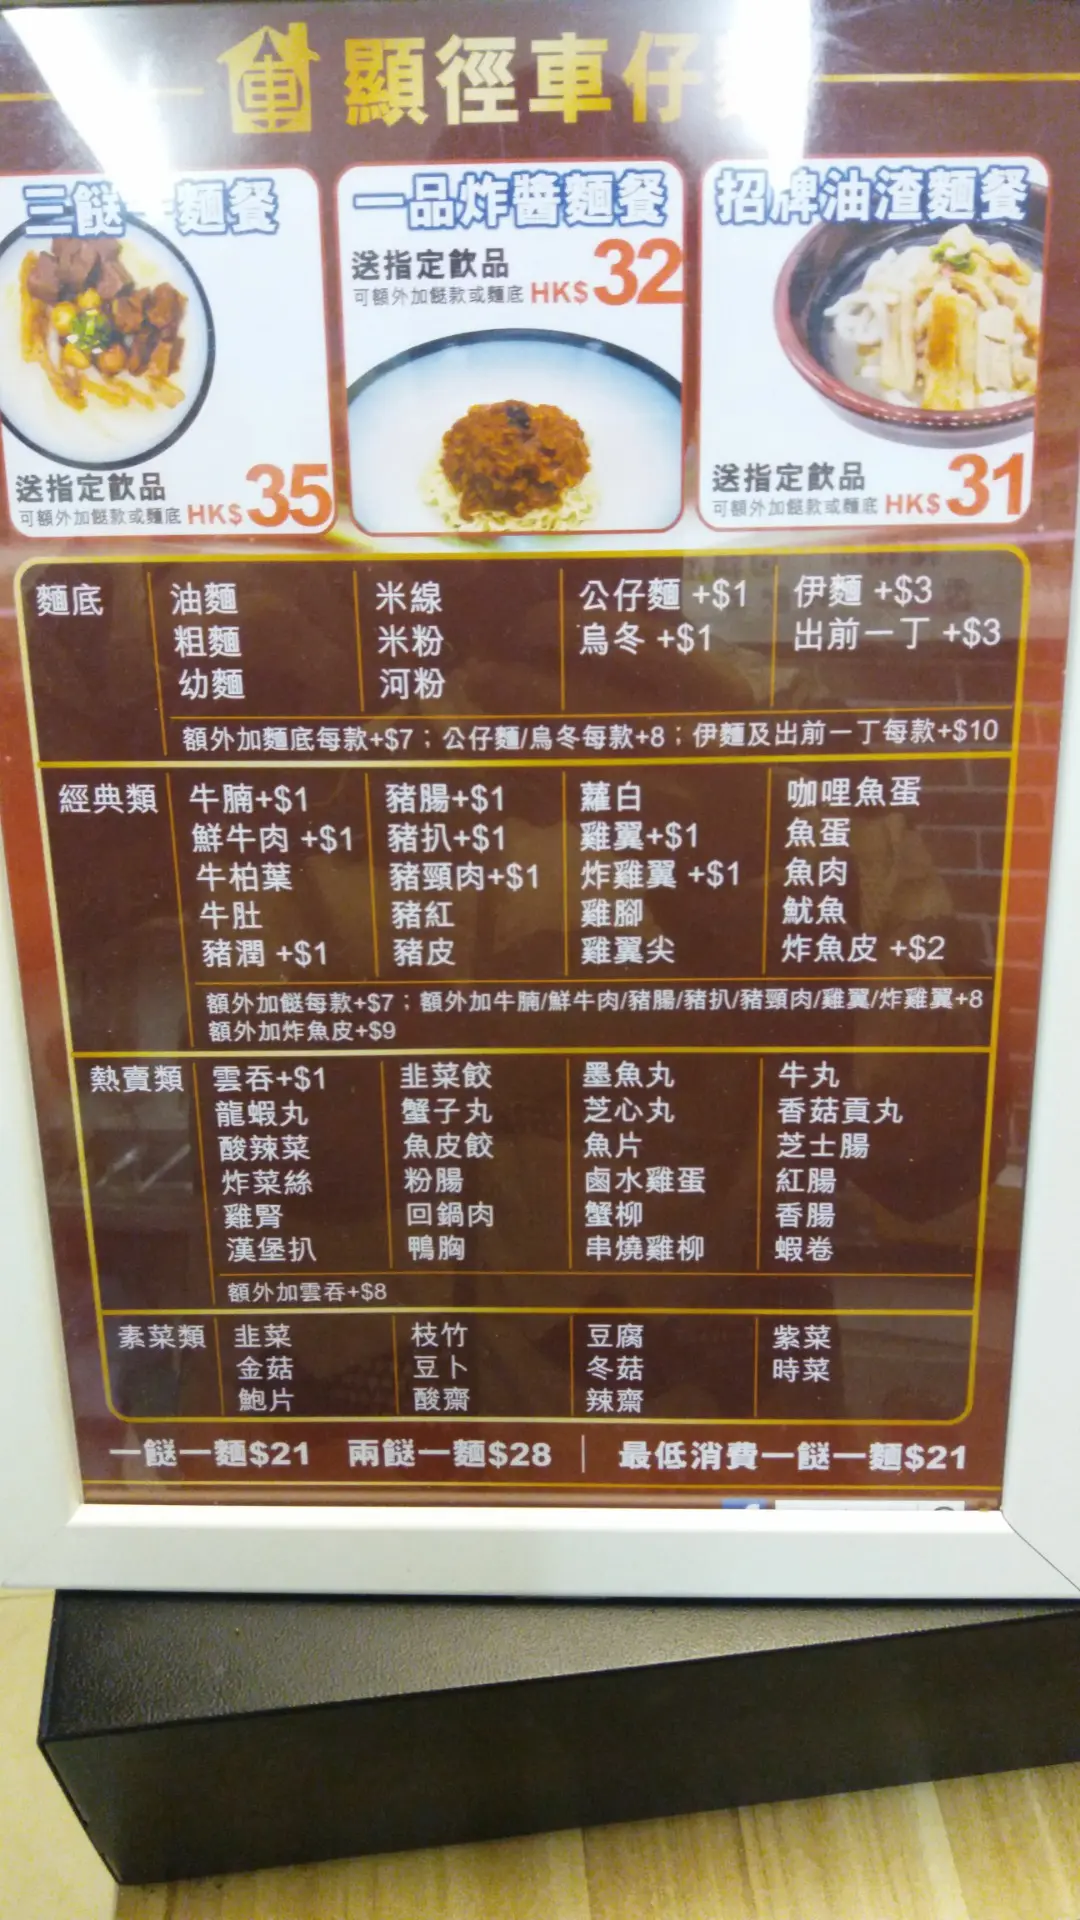 車
顯徑車仔
三餸 麵餐
一品炸醬麵餐
招牌油渣麵餐
送指定飲品
可額外加餸款或麵底 HK$32
送指定飲品
可額外加餸款或麵底 HK$35
送指定飲品
可額外加餸款或麵底 HK$31
麵底 油麵 米線 公仔麵 +$1 伊麵 +$3
粗麵 米粉 烏冬 +$1 出前一丁 +$3
幼麵 河粉
額外加麵底每款+$7；公仔麵/烏冬每款+8；伊麵及出前一丁每款+$10
經典類 牛腩+$1 豬腸+$1 蘿白 咖哩魚蛋
鮮牛肉 +$1 豬扒+$1 雞翼+$1 魚蛋
牛柏葉 豬頸肉+$1 炸雞翼 +$1 魚肉
牛肚 豬紅 雞腳 魷魚
豬潤 +$1 豬皮 雞翼尖 炸魚皮 +$2
額外加餸每款+$7；額外加牛腩/鮮牛肉/豬腸/豬扒/豬頸肉/雞翼/炸雞翼+8
額外加炸魚皮+$9
熱賣類 雲吞+$1 韭菜餃 墨魚丸 牛丸
龍蝦丸 蟹子丸 芝心丸 香菇貢丸
酸辣菜 魚皮餃 魚片 芝士腸
炸菜絲 粉腸 鹵水雞蛋 紅腸
雞腎 回鍋肉 蟹柳 香腸
漢堡扒 鴨胸 串燒雞柳 蝦卷
額外加雲吞+$8
素菜類 韭菜 枝竹 豆腐 紫菜
金菇 豆卜 冬菇 時菜
鮑片 酸齋 辣齋
一餸一麵$21 兩餸一麵$28 | 最低消費一餸一麵$21